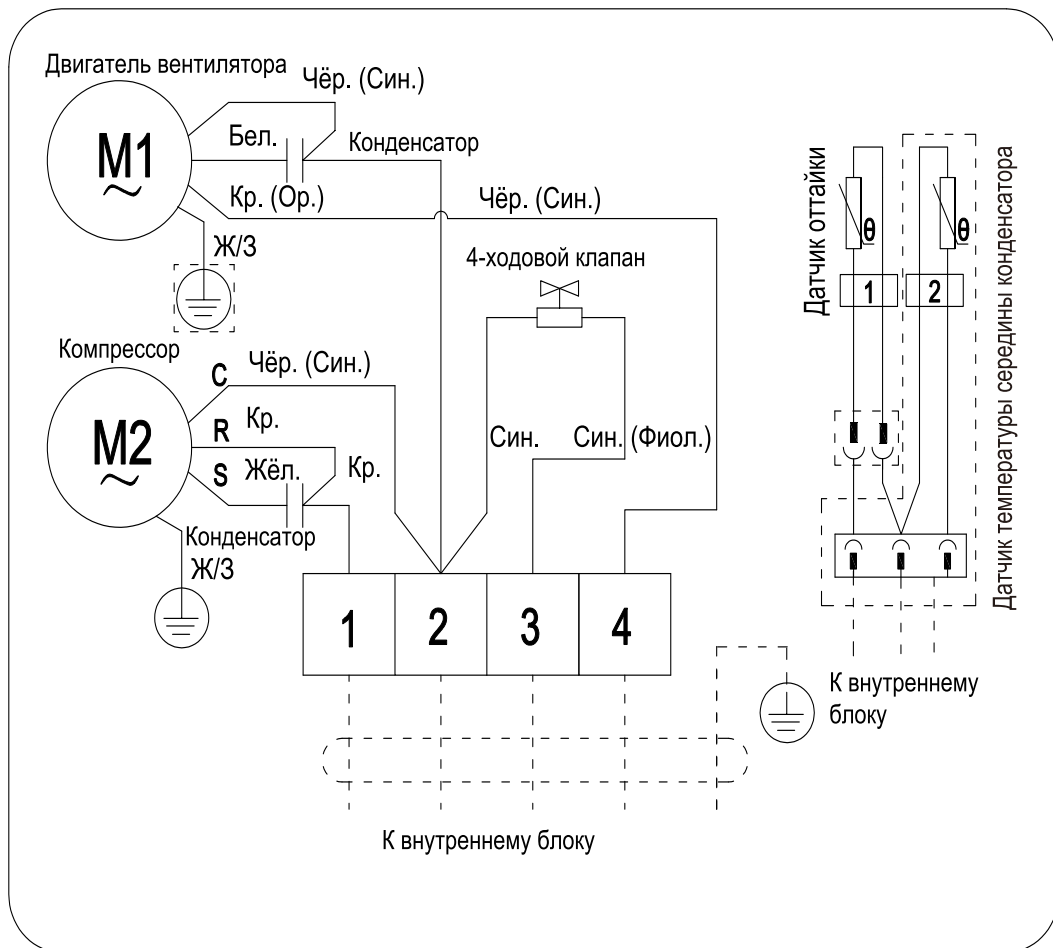 Двигатель вентилятора
Чёр. (Син.)
Бел.
Конденсатор
M1
~
Кр. (Ор.)
Чёр. (Син.)
Ж/З
4-ходовой клапан
Компрессор
C
Чёр. (Син.)
R
Кр.
M2
~
S
Жёл.
Кр.
Син.
Син. (Фиол.)
Конденсатор
Ж/З
1
2
3
4
К внутреннему блоку
Датчик оттайки
θ
θ
1
2
Датчик температуры середины конденсатора
К внутреннему
блоку